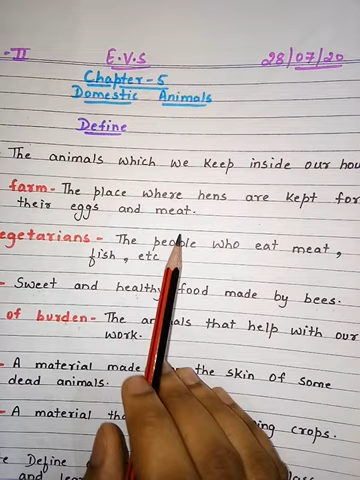 -II E.V.S 28/07/20
Chapter-5
Domestic Animals
Define
The animals which we keep inside our hou
farm- The place where hens are kept for
their eggs and meat.
egetarians- The people who eat meat,
fish, etc
- Sweet and healthy food made by bees.
of burden- The animals that help with our
work.
- A material made the skin of some
dead animals.
- A material tha ing crops.
e Define
and lea